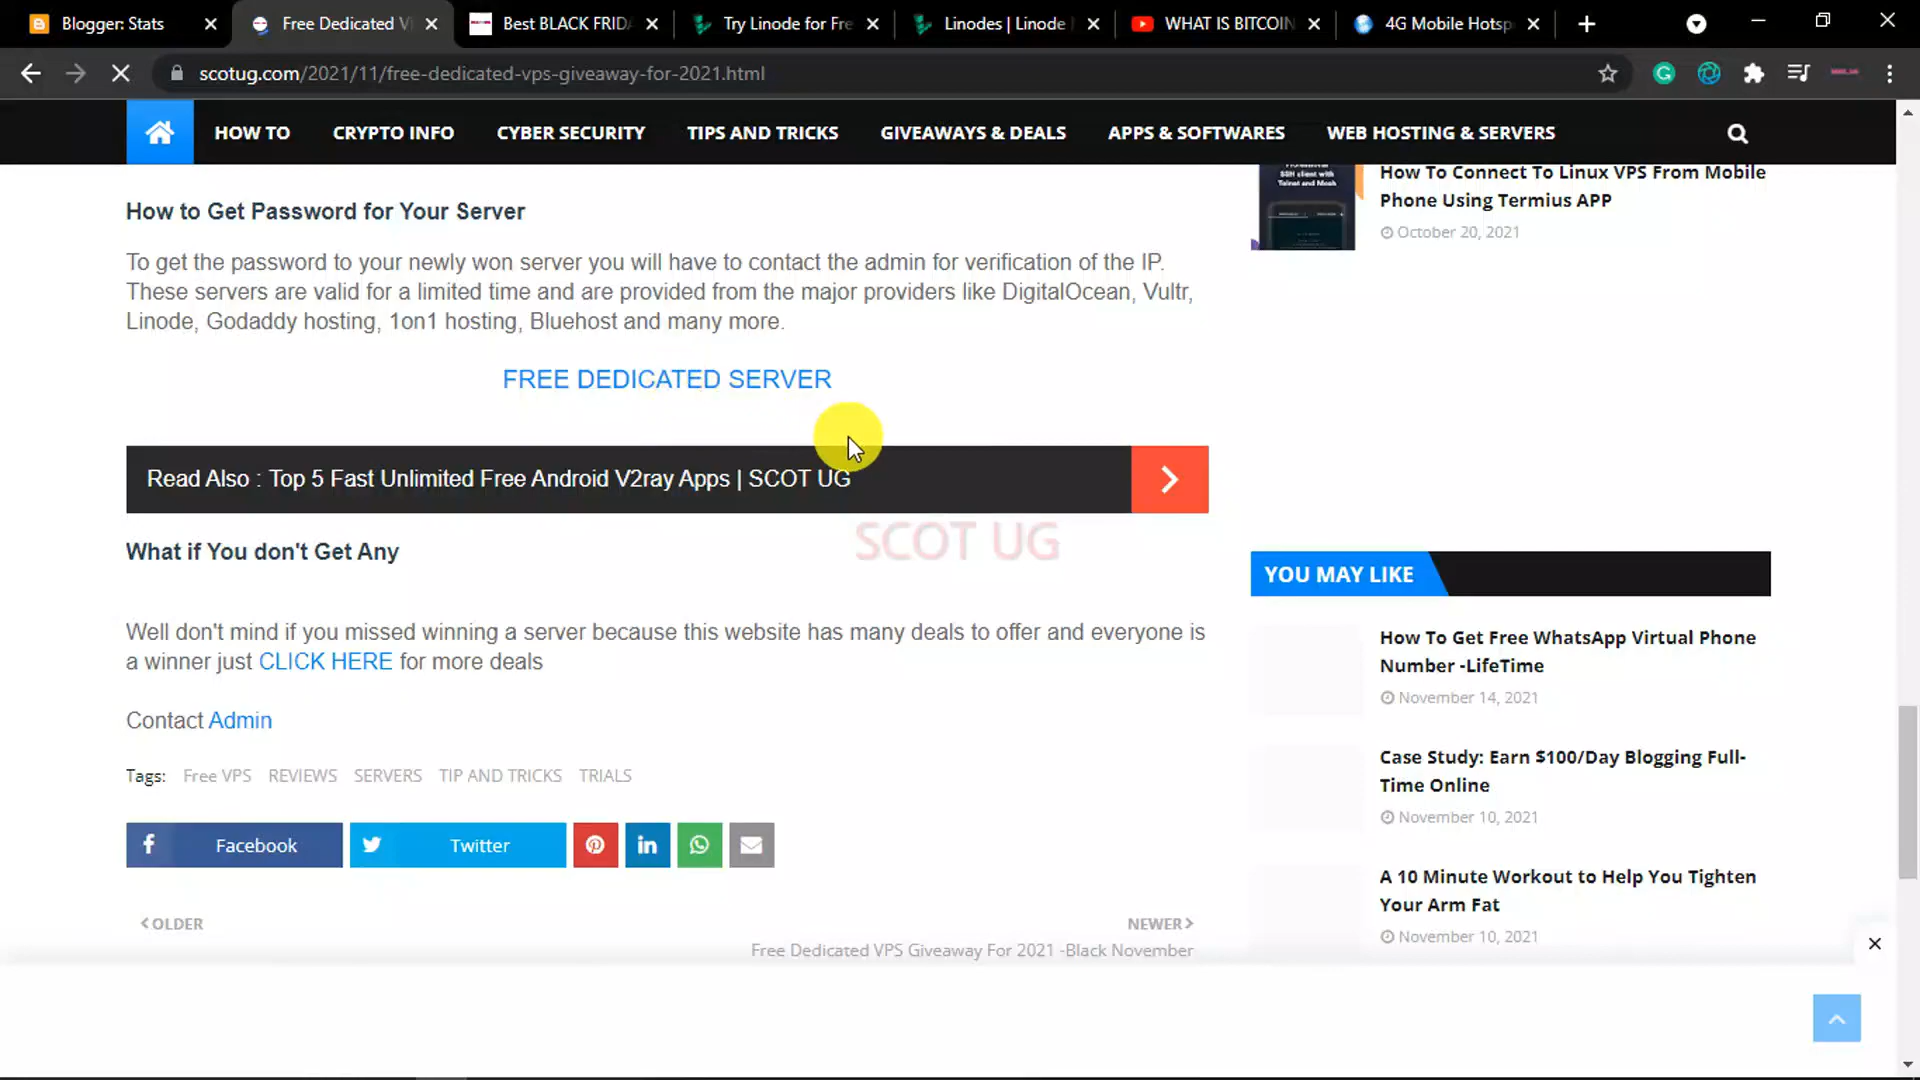 Blogger: Stats
Free Dedicated V
Best BLACK FRID
Try Linode for Fre
Linodes | Linode
WHAT IS BITCOIN
4G Mobile Hotsp
scotug.com/2021/11/free-dedicated-vps-giveaway-for-2021.html
HOW TO
CRYPTO INFO
CYBER SECURITY
TIPS AND TRICKS
GIVEAWAYS & DEALS
APPS & SOFTWARES
WEB HOSTING & SERVERS
How to Get Password for Your Server
To get the password to your newly won server you will have to contact the admin for verification of the IP.
These servers are valid for a limited time and are provided from the major providers like DigitalOcean, Vultr,
Linode, Godaddy hosting, 1on1 hosting, Bluehost and many more.
FREE DEDICATED SERVER
Read Also : Top 5 Fast Unlimited Free Android V2ray Apps | SCOT UG
SCOT UG
What if You don't Get Any
Well don't mind if you missed winning a server because this website has many deals to offer and everyone is
a winner just CLICK HERE for more deals
Contact Admin
Tags: Free VPS REVIEWS SERVERS TIP AND TRICKS TRIALS
Facebook
Twitter
OLDER
NEWER
Free Dedicated VPS Giveaway For 2021 -Black November
SSH client with
Telnet and Mosh
How To Connect To Linux VPS From Mobile
Phone Using Termius APP
October 20, 2021
YOU MAY LIKE
How To Get Free WhatsApp Virtual Phone
Number -LifeTime
November 14, 2021
Case Study: Earn $100/Day Blogging Full-
Time Online
November 10, 2021
A 10 Minute Workout to Help You Tighten
Your Arm Fat
November 10, 2021